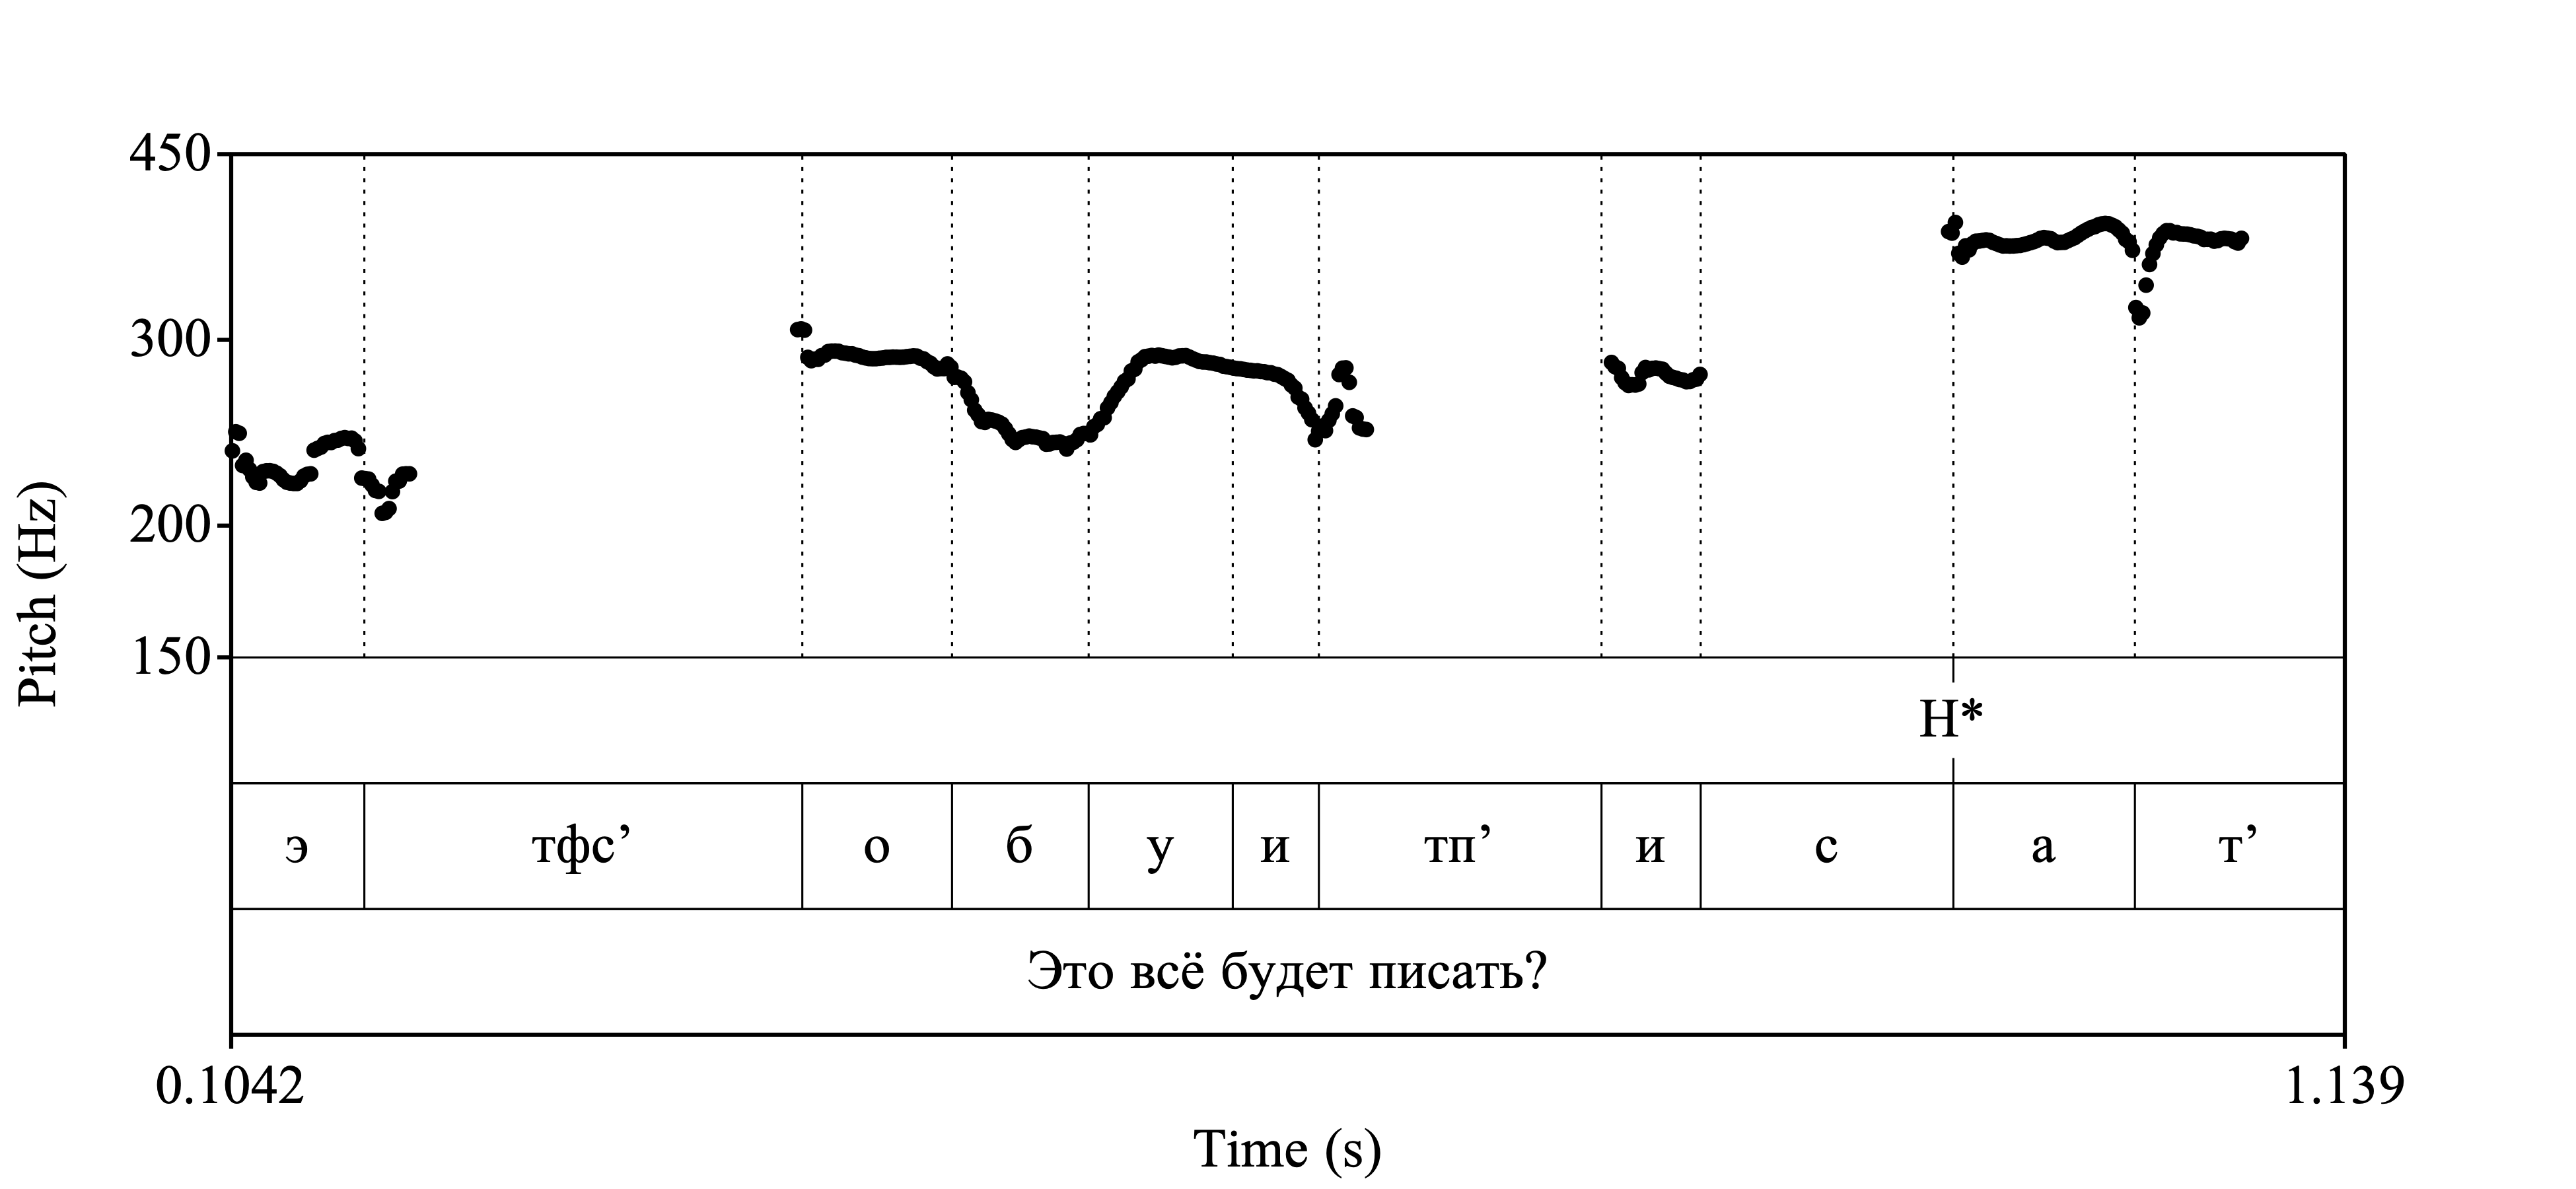 450
300
200
150
Pitch (Hz)
H*
э тфс’ о б у и тп’ и с а т’
Это всё будет писать?
0.1042 1.139
Time (s)